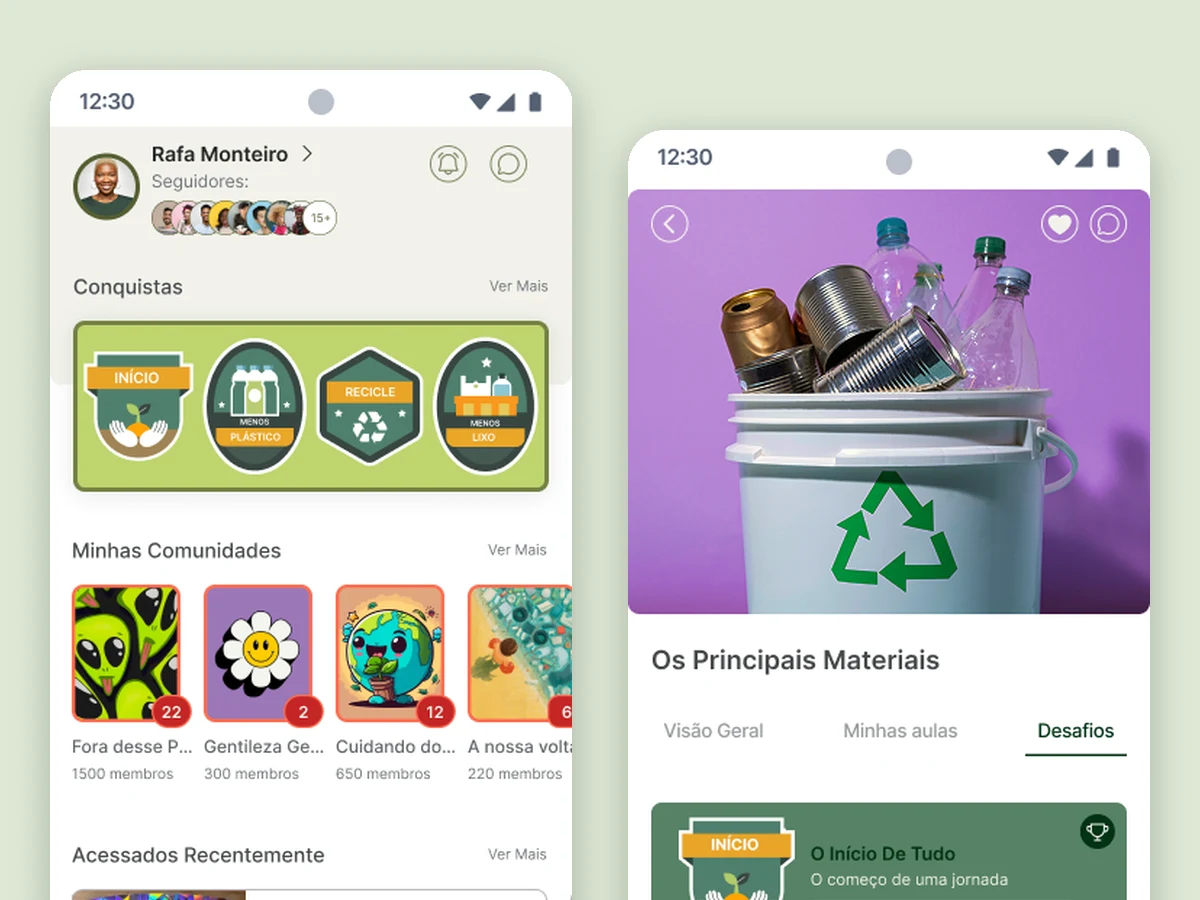 12:30
Rafa Monteiro
Seguidores:
15+
Conquistas
Ver Mais
INÍCIO
MENOS
PLÁSTICO
RECICLE
MENOS
LIXO
Minhas Comunidades
Ver Mais
22
2
12
6
Fora desse P...
Gentileza Ge...
Cuidando do...
A nossa volta
1500 membros
300 membros
650 membros
220 membros
Acessados Recentemente
Ver Mais
12:30
Os Principais Materiais
Visão Geral
Minhas aulas
Desafios
INÍCIO
O Início De Tudo
O começo de uma jornada